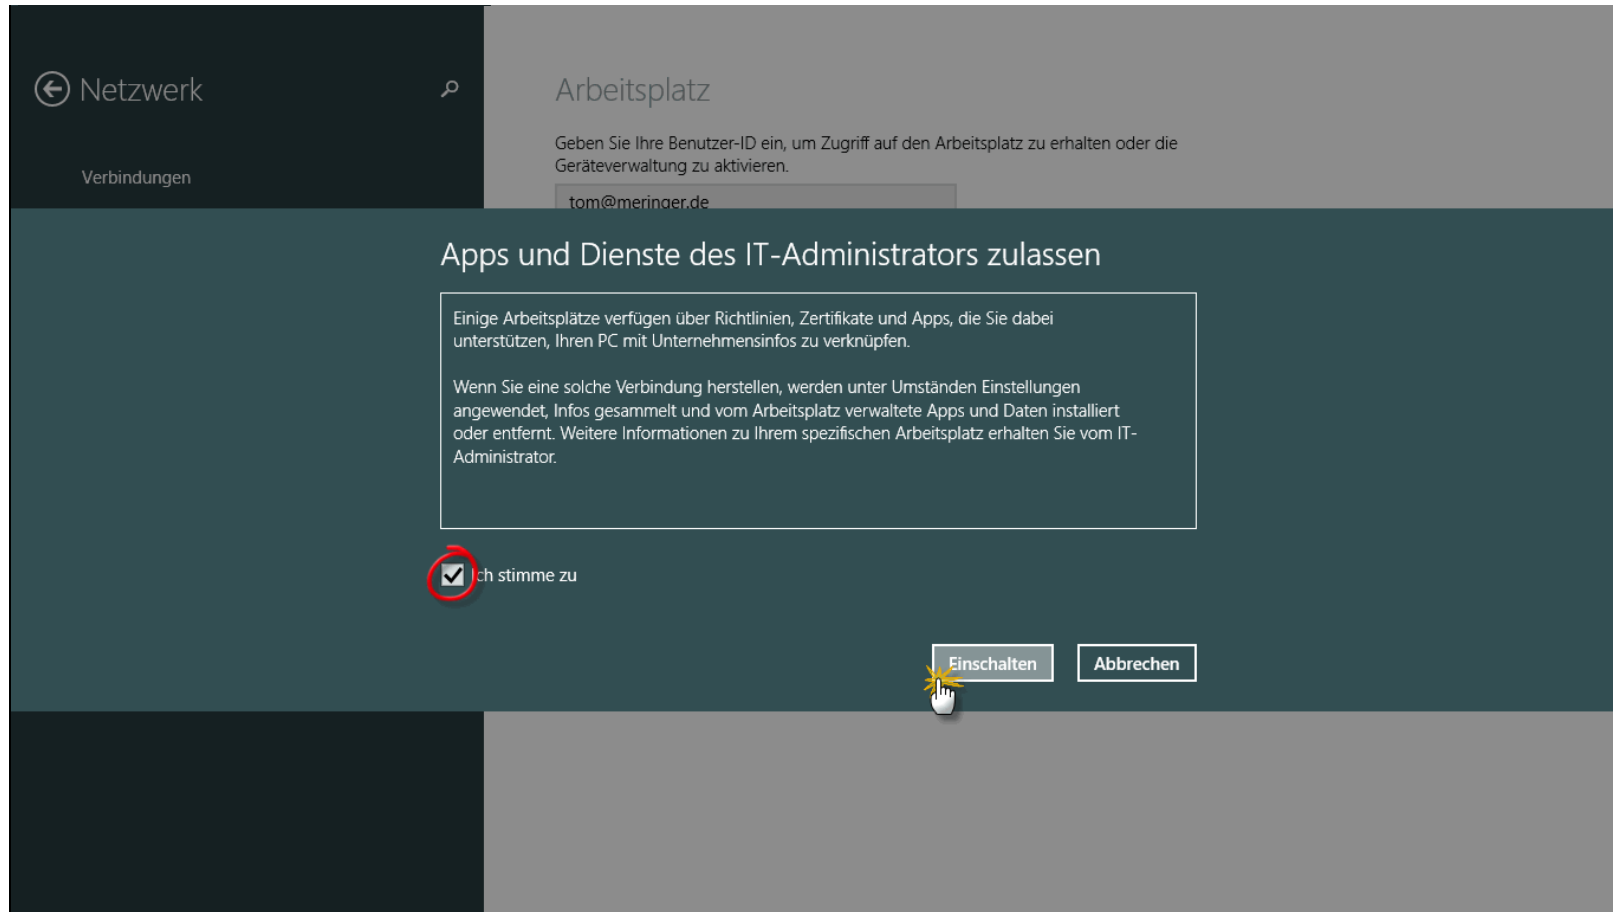 Netzwerk
Verbindungen
Arbeitsplatz
Geben Sie Ihre Benutzer-ID ein, um Zugriff auf den Arbeitsplatz zu erhalten oder die
Geräteverwaltung zu aktivieren.
tom@meringer.de
Apps und Dienste des IT-Administrators zulassen
Einige Arbeitsplätze verfügen über Richtlinien, Zertifikate und Apps, die Sie dabei
unterstützen, Ihren PC mit Unternehmensinfos zu verknüpfen.
Wenn Sie eine solche Verbindung herstellen, werden unter Umständen Einstellungen
angewendet, Infos gesammelt und vom Arbeitsplatz verwaltete Apps und Daten installiert
oder entfernt. Weitere Informationen zu Ihrem spezifischen Arbeitsplatz erhalten Sie vom IT-
Administrator.
Ich stimme zu
Einschalten
Abbrechen